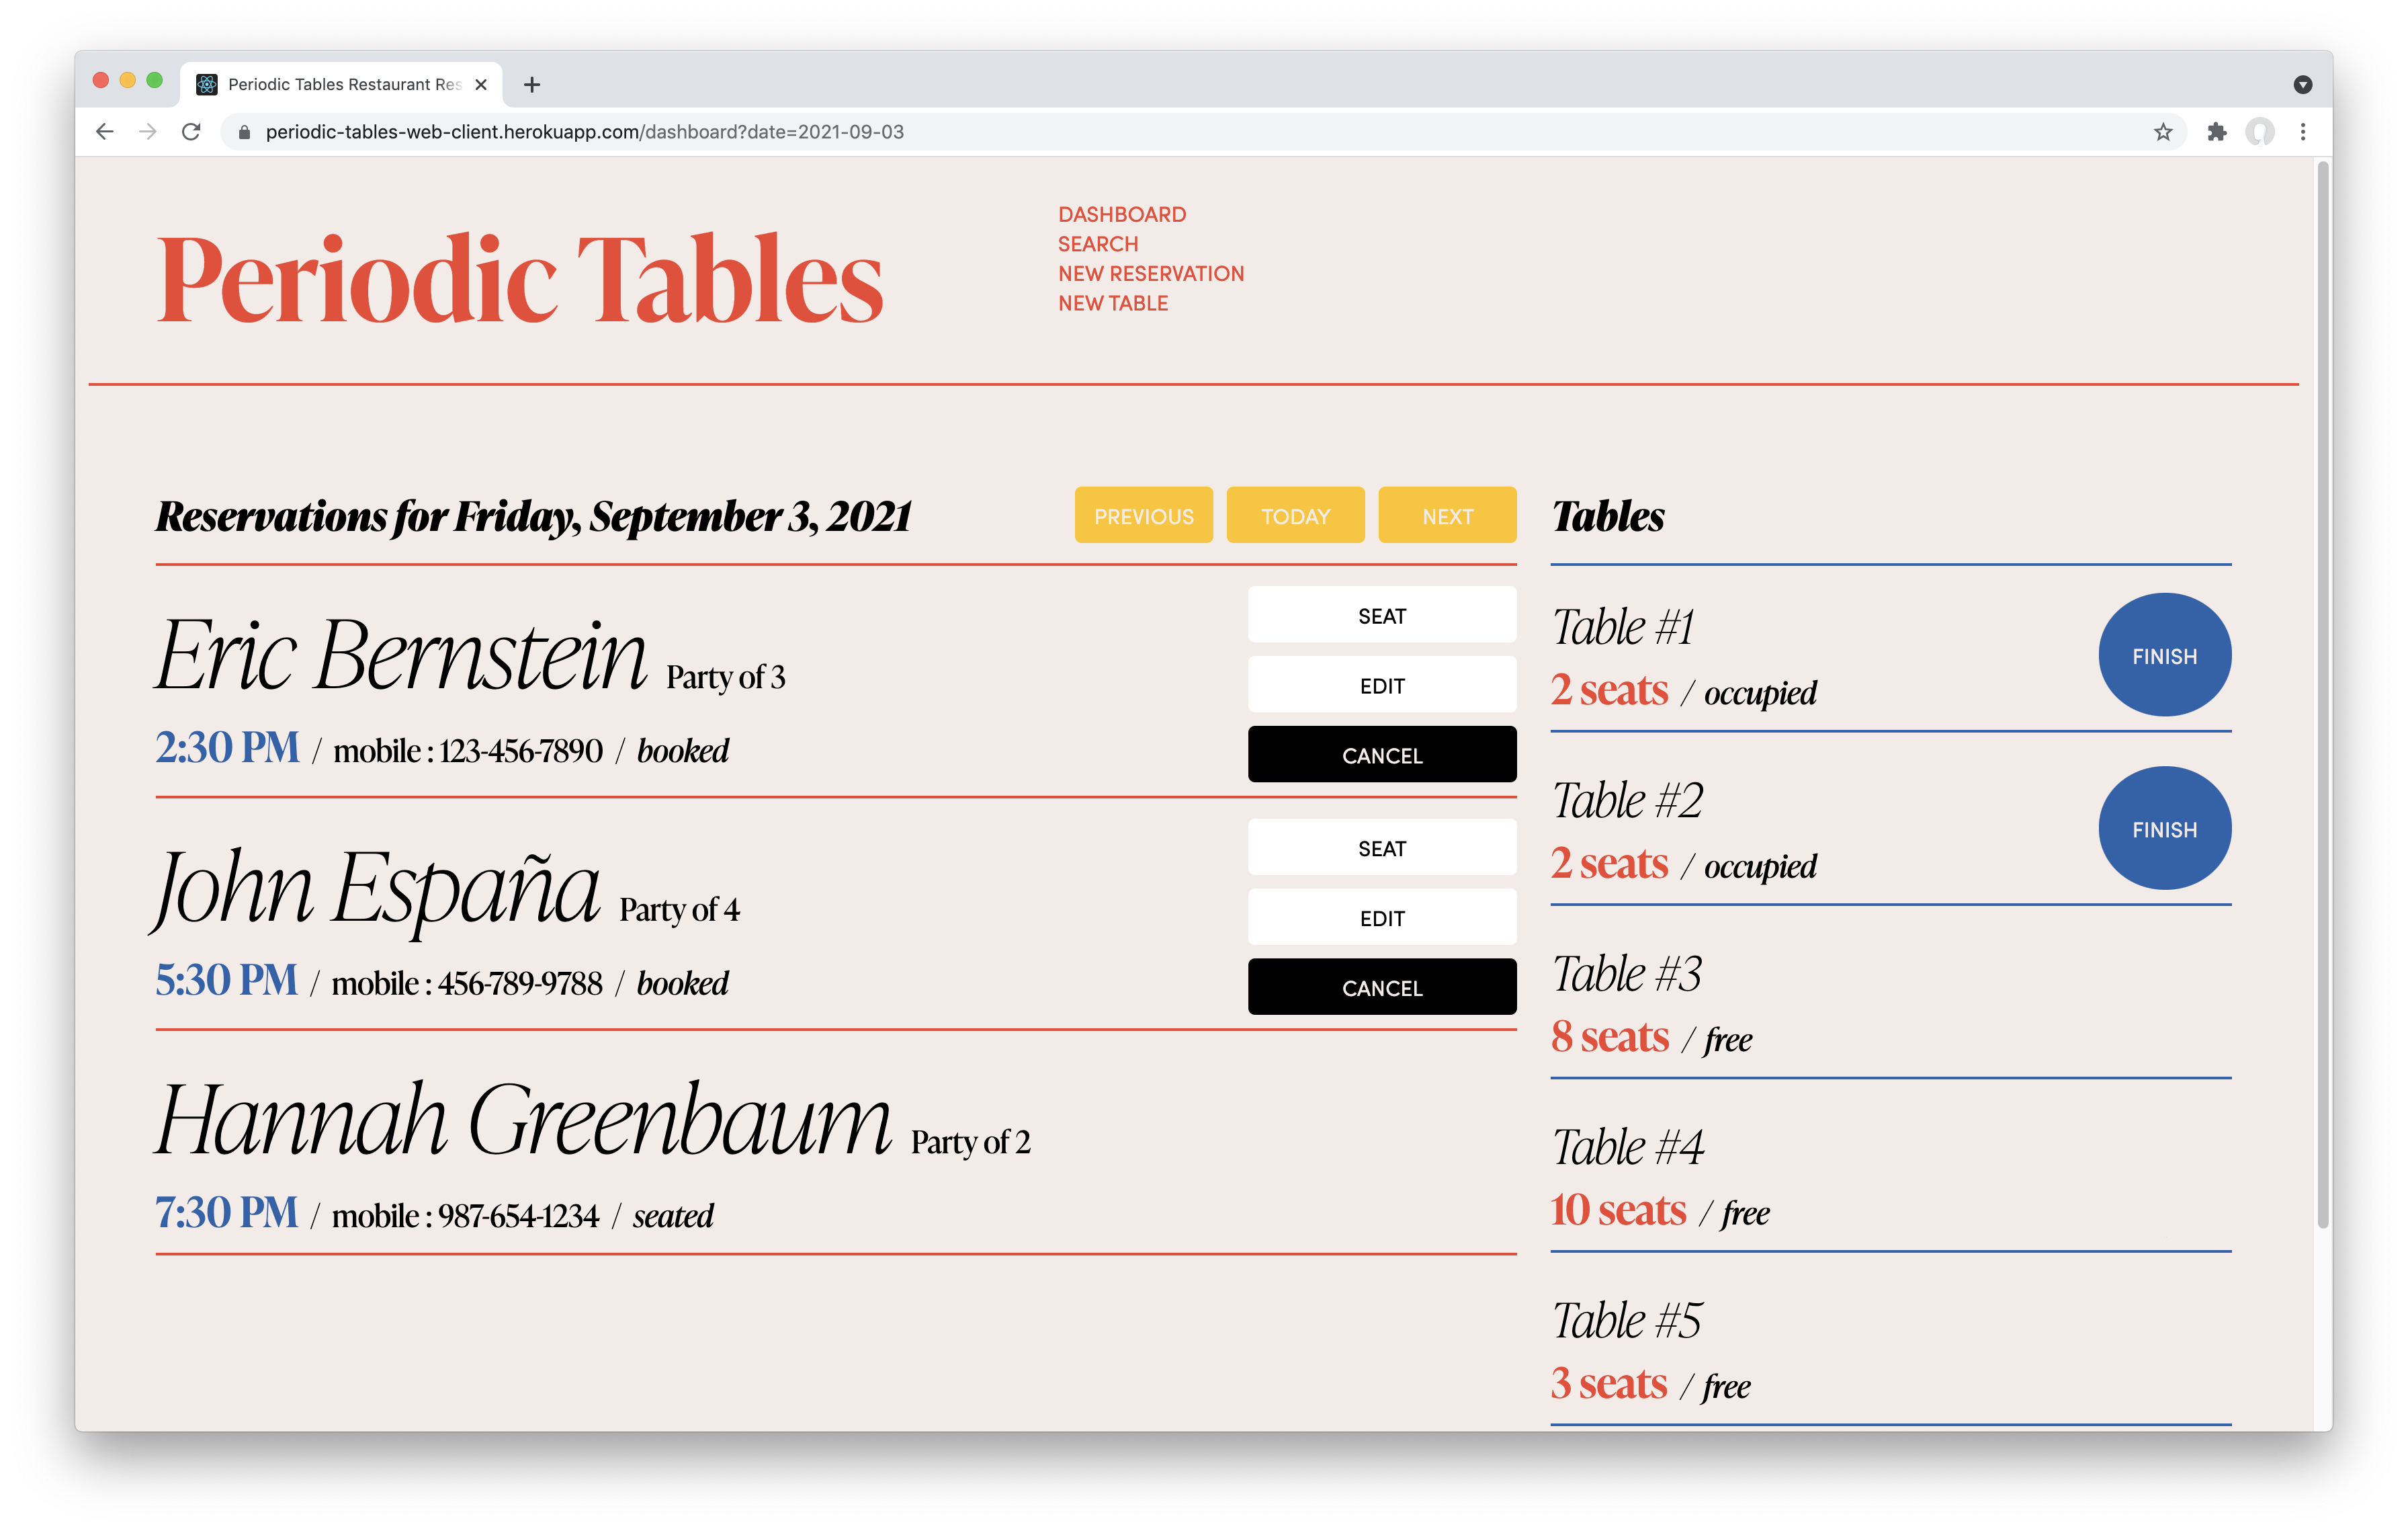 Periodic Tables Restaurant Res
periodic-tables-web-client.herokuapp.com/dashboard?date=2021-09-03
Periodic Tables
DASHBOARD
SEARCH
NEW RESERVATION
NEW TABLE
Reservations for Friday, September 3, 2021
PREVIOUS
TODAY
NEXT
Eric Bernstein Party of 3
2:30 PM / mobile : 123-456-7890 / booked
SEAT
EDIT
CANCEL
John España Party of 4
5:30 PM / mobile : 456-789-9788 / booked
SEAT
EDIT
CANCEL
Hannah Greenbaum Party of 2
7:30 PM / mobile : 987-654-1234 / seated
Tables
Table #1
2 seats / occupied
FINISH
Table #2
2 seats / occupied
FINISH
Table #3
8 seats / free
Table #4
10 seats / free
Table #5
3 seats / free